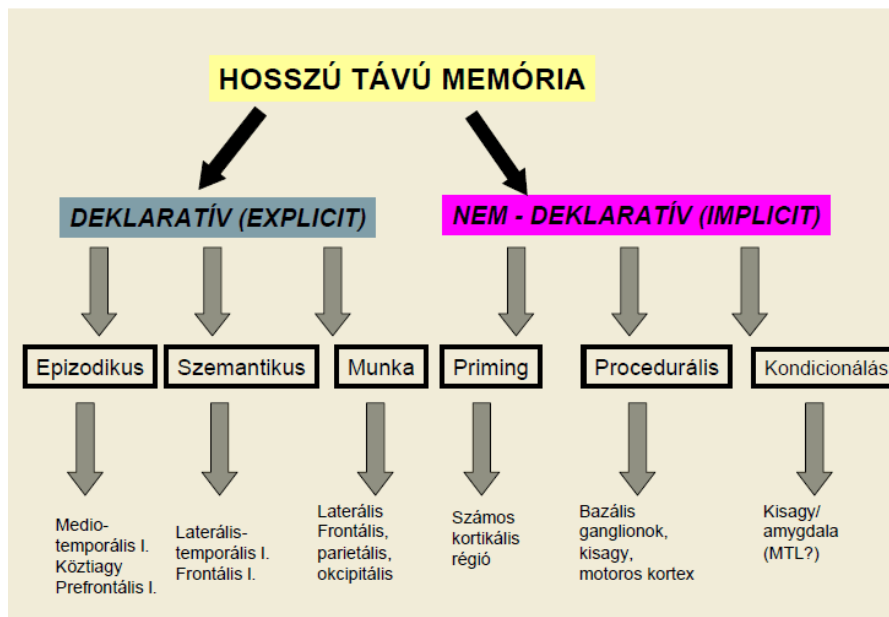 HOSSZÚ TÁVÚ MEMÓRIA
DEKLARATÍV (EXPLICIT)
NEM - DEKLARATÍV (IMPLICIT)
Epizodikus
Szemantikus
Munka
Priming
Procedurális
Kondicionálás
Medio-
temporális l.
Köztiagy
Prefrontális l.
Laterális-
temporális l.
Frontális l.
Laterális
Frontális,
parietális,
okcipitális
Számos
kortikális
régió
Bazális
ganglionok,
kisagy,
motoros kortex
Kisagy/
amygdala
(MTL?)